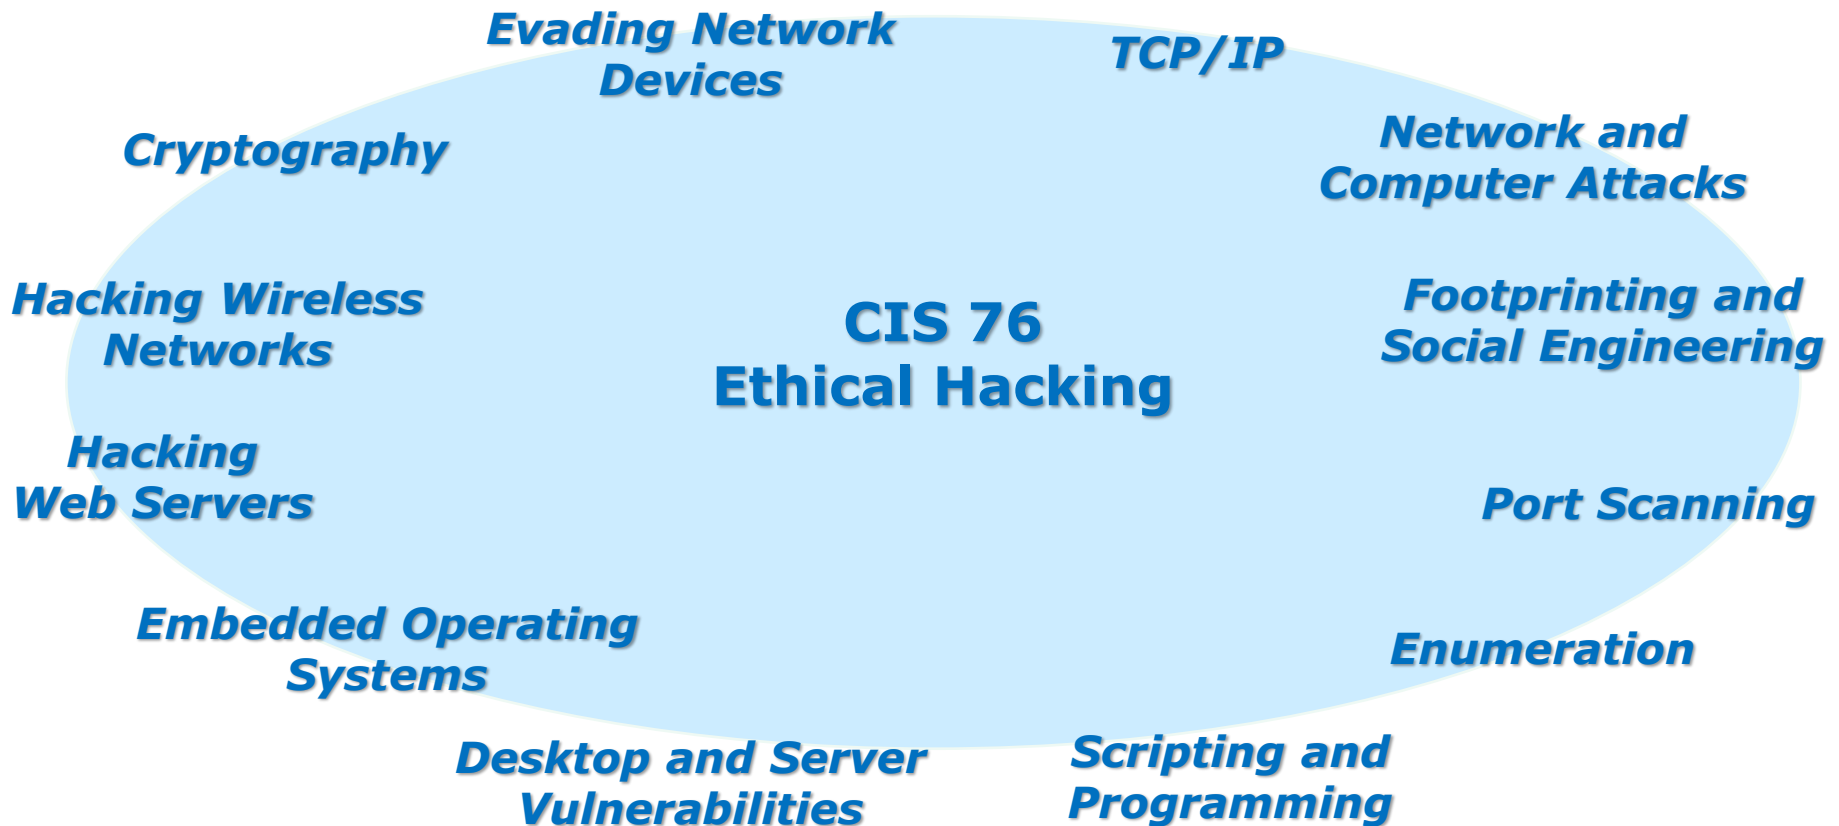 Evading Network
Devices
TCP/IP
Network and
Computer Attacks
Cryptography
Hacking Wireless
Networks
CIS 76
Ethical Hacking
Footprinting and
Social Engineering
Hacking
Web Servers
Port Scanning
Embedded Operating
Systems
Enumeration
Desktop and Server
Vulnerabilities
Scripting and
Programming